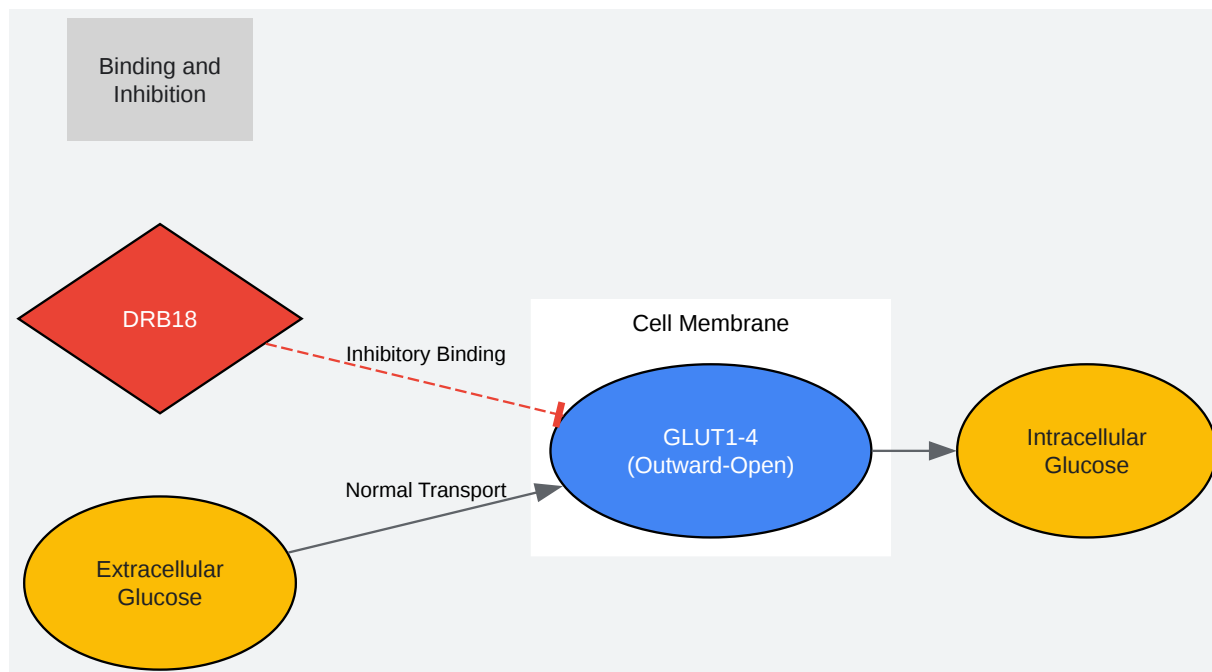 Binding and
Inhibition
DRB18
Inhibitory Binding
Cell Membrane
GLUT1-4
(Outward-Open)
Intracellular
Glucose
Normal Transport
Extracellular
Glucose